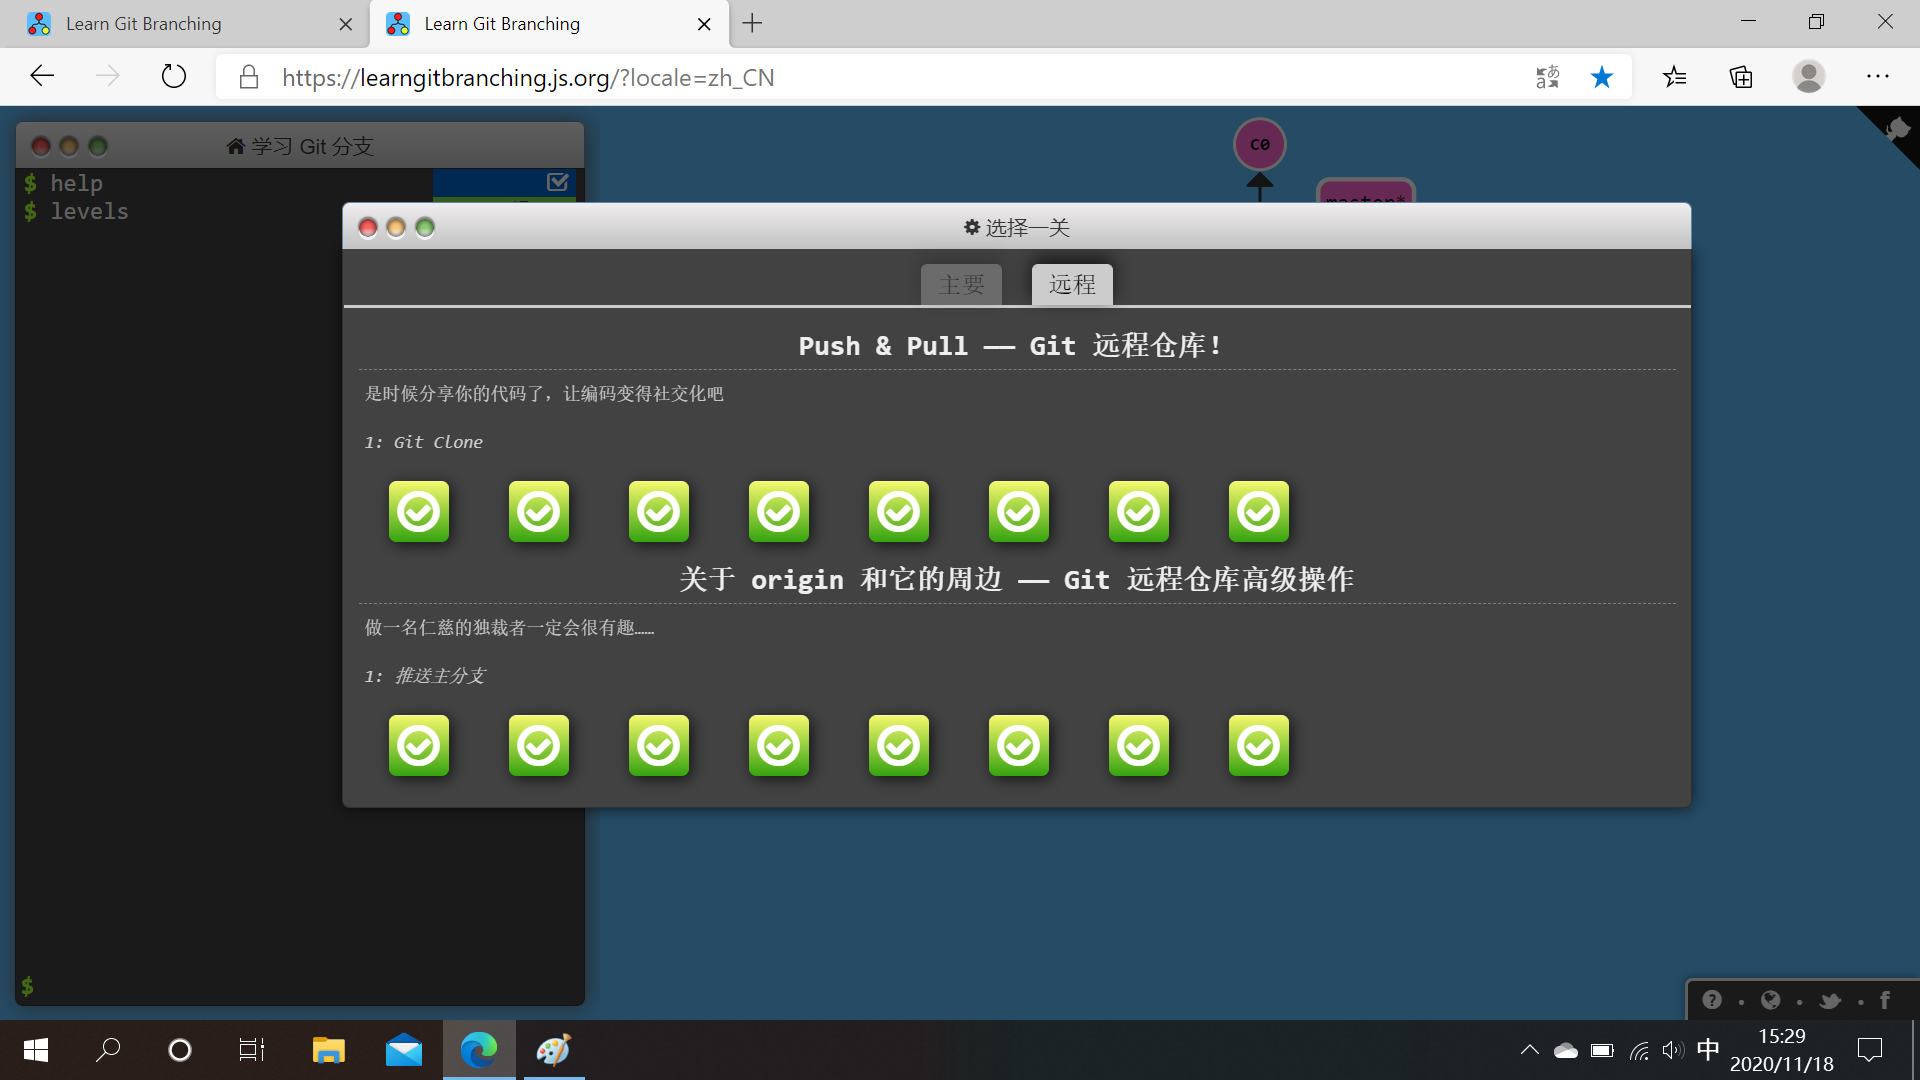 Learn Git Branching
Learn Git Branching
https://learngitbranching.js.org/?locale=zh_CN
学习 Git 分支
$ help
$ levels
C0
master*
选择一关
主要
远程
Push & Pull —— Git 远程仓库！
是时候分享你的代码了，让编码变得社交化吧
1: Git Clone
关于 origin 和它的周边 —— Git 远程仓库高级操作
做一名仁慈的独裁者一定会很有趣……
1: 推送主分支
$
中
15:29
2020/11/18